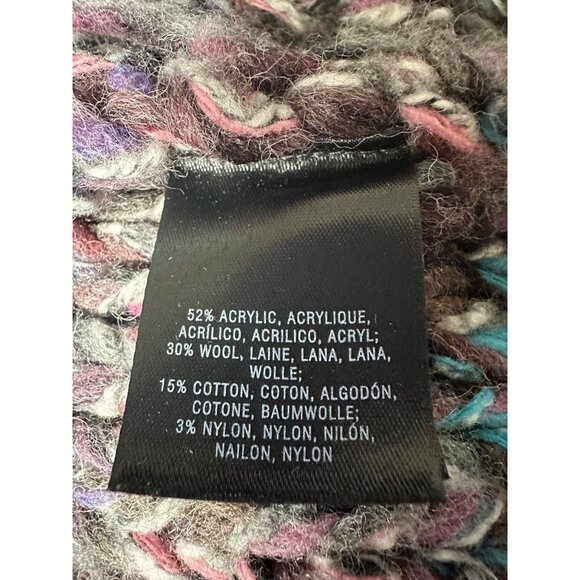 52% ACRYLIC, ACRYLIQUE,
ACRÍLICO, ACRILICO, ACRYL;
30% WOOL, LAINE, LANA, LANA,
WOLLE;
15% COTTON, COTON, ALGODÓN,
COTONE, BAUMWOLLE;
3% NYLON, NYLON, NILÓN,
NAILON, NYLON